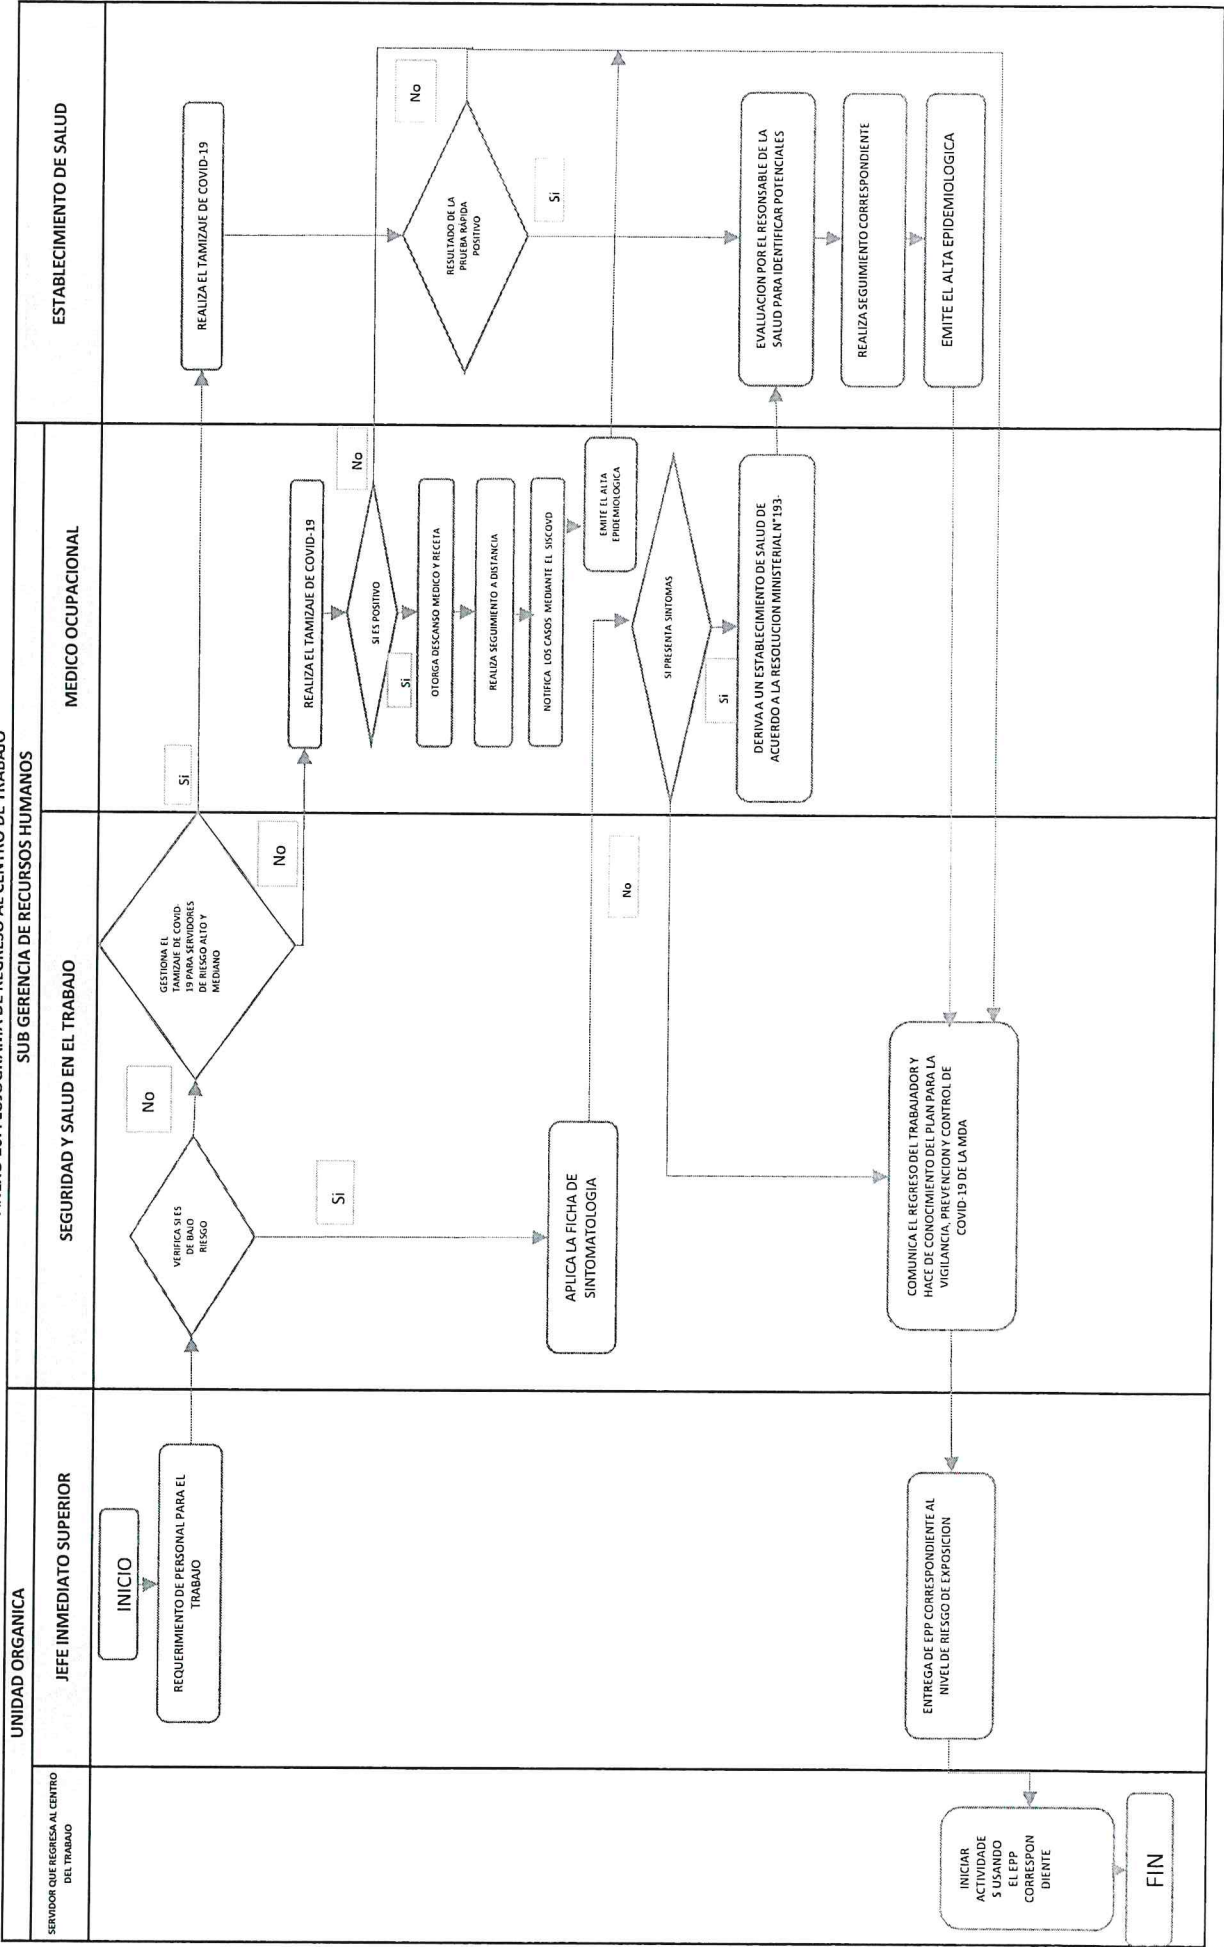 UNIDAD ORGANICA
SUB GERENCIA DE RECURSOS HUMANOS
SERVIDOR QUE REGRESA AL CENTRO
DEL TRABAJO
JEFE INMEDIATO SUPERIOR
SEGURIDAD Y SALUD EN EL TRABAJO
MEDICO OCUPACIONAL
ESTABLECIMIENTO DE SALUD
INICIO
REQUERIMIENTO DE PERSONAL PARA EL
TRABAJO
VERIFICA SI ES
DE BAJO
RIESGO
No
Si
GESTIONA EL
TAMIZAJE DE COVID-
19 PARA SERVIDORES
DE RIESGO ALTO Y
MEDIANO
Si
No
REALIZA EL TAMIZAJE DE COVID-19
REALIZA EL TAMIZAJE DE COVID-19
SI ES POSITIVO
No
Si
OTORGA DESCANSO MEDICO Y RECETA
REALIZA SEGUIMIENTO A DISTANCIA
NOTIFICA LOS CASOS MEDIANTE EL SISCOVD
EMITE EL ALTA
EPIDEMIOLOGICA
RESULTADO DE LA
PRUEBA RÁPIDA
POSITIVO
No
Si
APLICA LA FICHA DE
SINTOMATOLOGIA
SI PRESENTA SINTOMAS
No
Si
DERIVA A UN ESTABLECIMIENTO DE SALUD DE
ACUERDO A LA RESOLUCION MINISTERIAL N°193-
EVALUACION POR EL RESONSABLE DE LA
SALUD PARA IDENTIFICAR POTENCIALES
REALIZA SEGUIMIENTO CORRESPONDIENTE
EMITE EL ALTA EPIDEMIOLOGICA
COMUNICA EL REGRESO DEL TRABAJADOR Y
HACE DE CONOCIMIENTO DEL PLAN PARA LA
VIGILANCIA, PREVENCION Y CONTROL DE
COVID-19 DE LA MDA
ENTREGA DE EPP CORRESPONDIENTE AL
NIVEL DE RIESGO DE EXPOSICION
INICIAR
ACTIVIDADE
S USANDO
EL EPP
CORRESPON
DIENTE
FIN